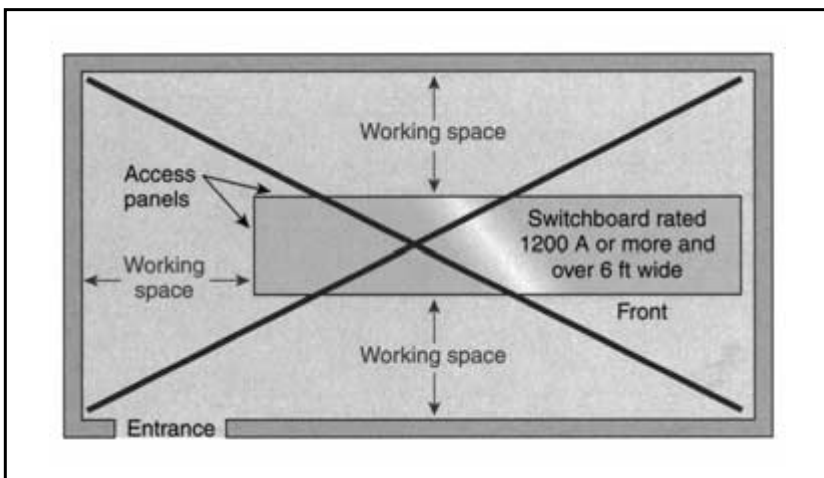 Working space
Access
panels
Switchboard rated
1200 A or more and
over 6 ft wide
Working
space
Front
Working space
Entrance